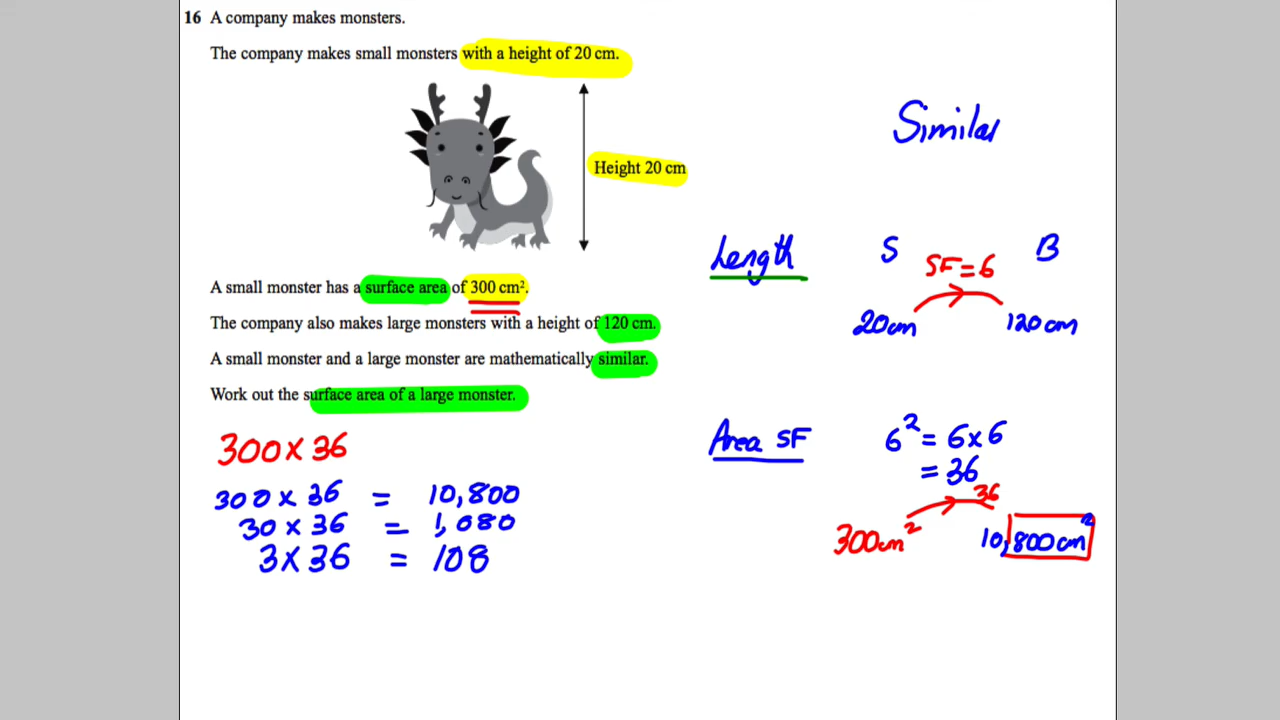 16 A company makes monsters.
The company makes small monsters with a height of 20 cm.
Height 20 cm
A small monster has a surface area of 300 cm².
The company also makes large monsters with a height of 120 cm.
A small monster and a large monster are mathematically similar.
Work out the surface area of a large monster.
300 × 36
300 × 36 = 10,800
30 × 36 = 1,080
3 × 36 = 108
Similar
Length S B
SF = 6
20cm 120cm
Area SF 6² = 6 × 6
= 36
36
300cm² 10,800cm²